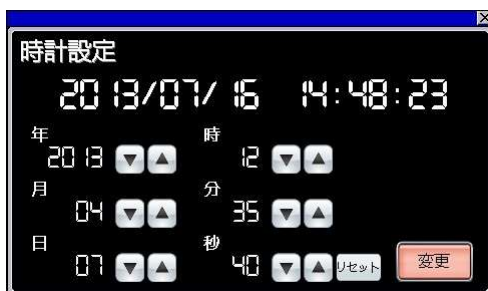 時計設定
2013/07/16 14:48:23
年 時
2013 ▼ ▲ 12 ▼ ▲
月 分
04 ▼ ▲ 35 ▼ ▲
日 秒
07 ▼ ▲ 40 ▼ ▲ リセット 変更